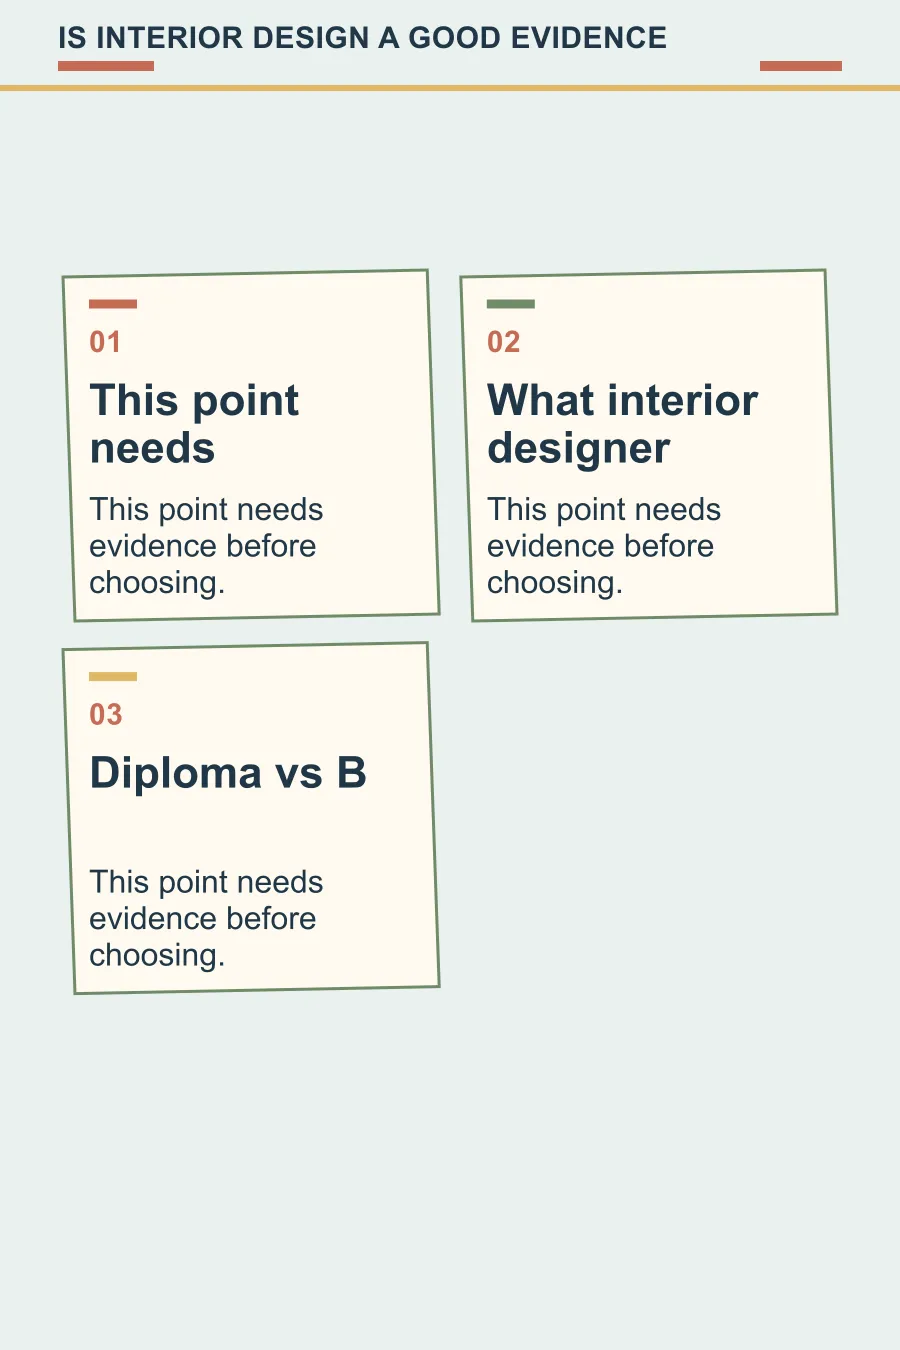 IS INTERIOR DESIGN A GOOD EVIDENCE
01
This point
needs
This point needs
evidence before
choosing.
02
What interior
designer
This point needs
evidence before
choosing.
03
Diploma vs B
This point needs
evidence before
choosing.